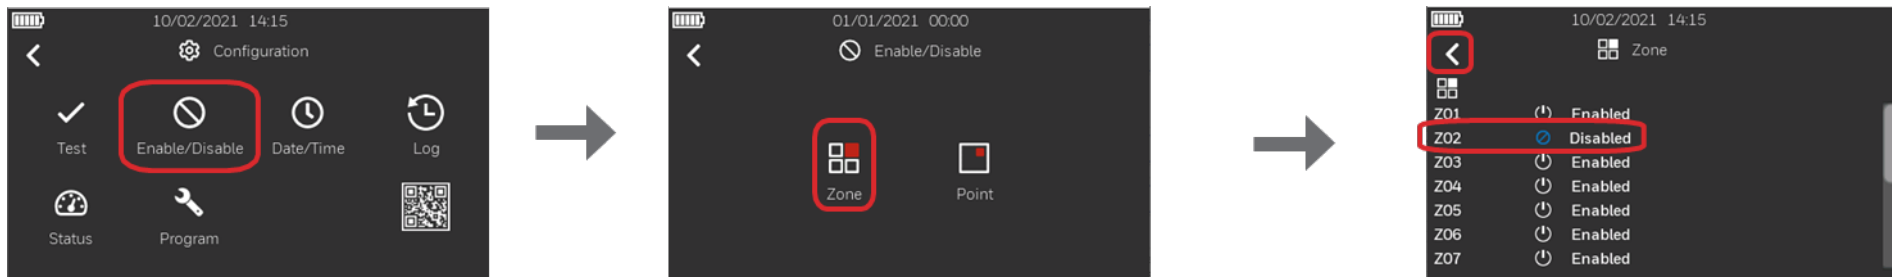 10/02/2021 14:15
Configuration
Test
Enable/Disable
Date/Time
Log
Status
Program
01/01/2021 00:00
Enable/Disable
Zone
Point
10/02/2021 14:15
Zone
Z01 Enabled
Z02 Disabled
Z03 Enabled
Z04 Enabled
Z05 Enabled
Z06 Enabled
Z07 Enabled